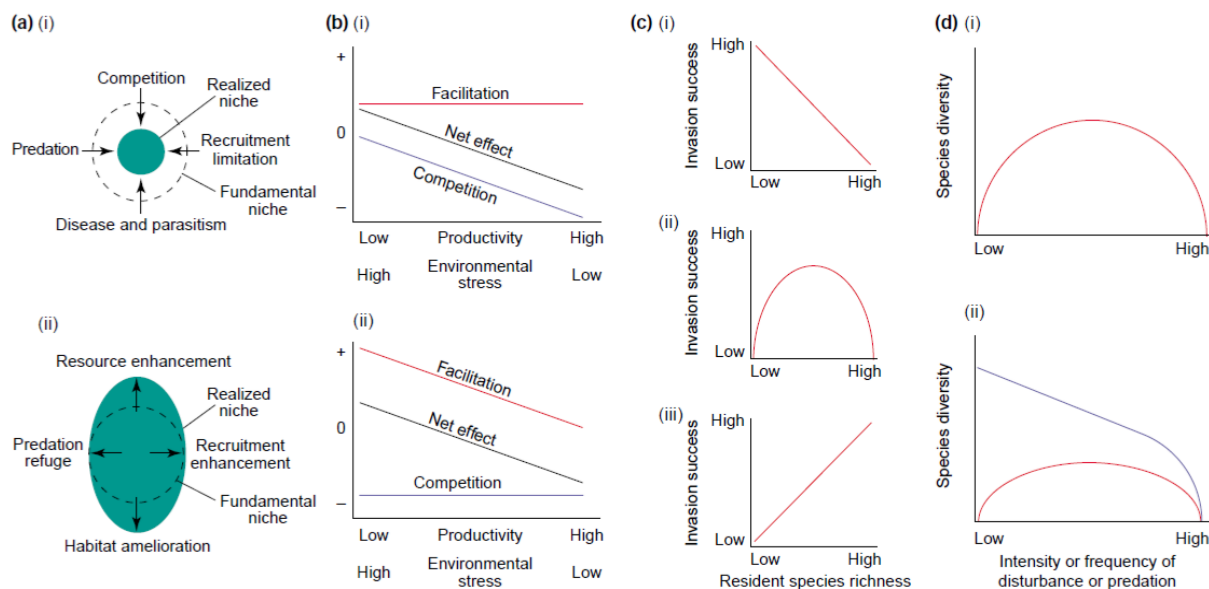 (a) (i)
Competition
Realized
niche
Predation
Recruitment
limitation
Fundamental
niche
Disease and parasitism
(ii)
Resource enhancement
Realized
niche
Predation
refuge
Recruitment
enhancement
Fundamental
niche
Habitat amelioration
(b) (i)
+
Facilitation
0
Net effect
Competition
–
Low Productivity High
High Environmental Low
stress
(ii)
+
Facilitation
0
Net effect
Competition
–
Low Productivity High
High Environmental Low
stress
(c) (i)
High
Invasion success
Low
Low High
(ii)
High
Invasion success
Low
Low High
(iii)
High
Invasion success
Low
Low High
Resident species richness
(d) (i)
Species diversity
Low High
(ii)
Species diversity
Low High
Intensity or frequency of
disturbance or predation